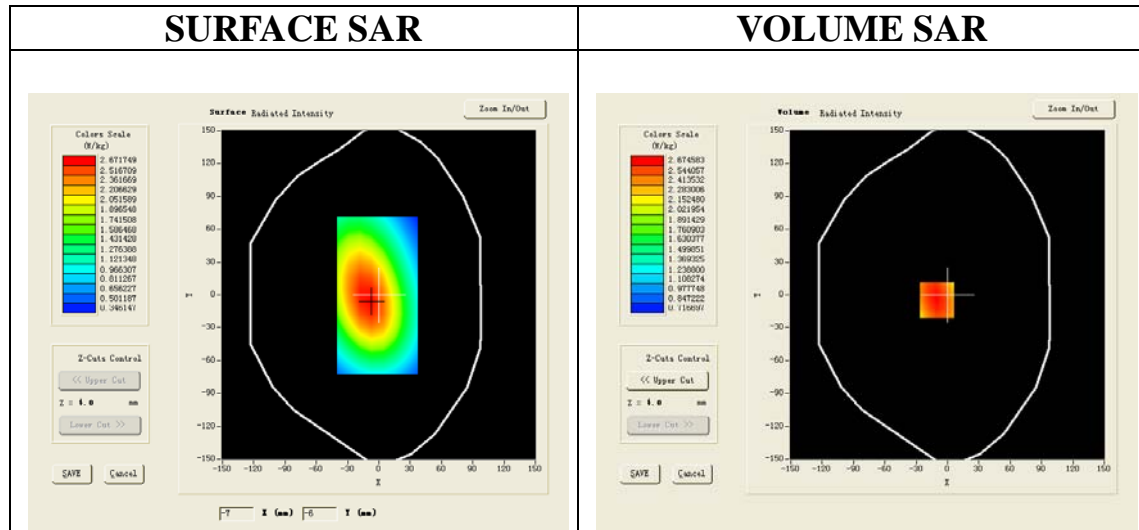 SURFACE SAR
VOLUME SAR
Surface Radiated Intensity
Zoom In/Out
Colors Scale
(W/kg)
2.671749
2.516709
2.361669
2.206629
2.051589
1.896548
1.741508
1.586468
1.431428
1.276388
1.121348
0.966307
0.811267
0.656227
0.501187
0.346147
150
120
90
60
30
0
-30
-60
-90
-120
-150
Y
-150 -120 -90 -60 -30 0 30 60 90 120 150
X
Z-Cuts Control
<< Upper Cut
Z = 4.0 mm
Lower Cut >>
SAVE Cancel
-7 X (mm) -6 Y (mm)
Volume Radiated Intensity
Zoom In/Out
Colors Scale
(W/kg)
2.674583
2.544057
2.413532
2.283006
2.152480
2.021954
1.891429
1.760903
1.630377
1.499851
1.369325
1.238800
1.108274
0.977748
0.847222
0.716697
150
120
90
60
30
0
-30
-60
-90
-120
-150
Y
-150 -120 -90 -60 -30 0 30 60 90 120 150
X
Z-Cuts Control
<< Upper Cut
Z = 4.0 mm
Lower Cut >>
SAVE Cancel